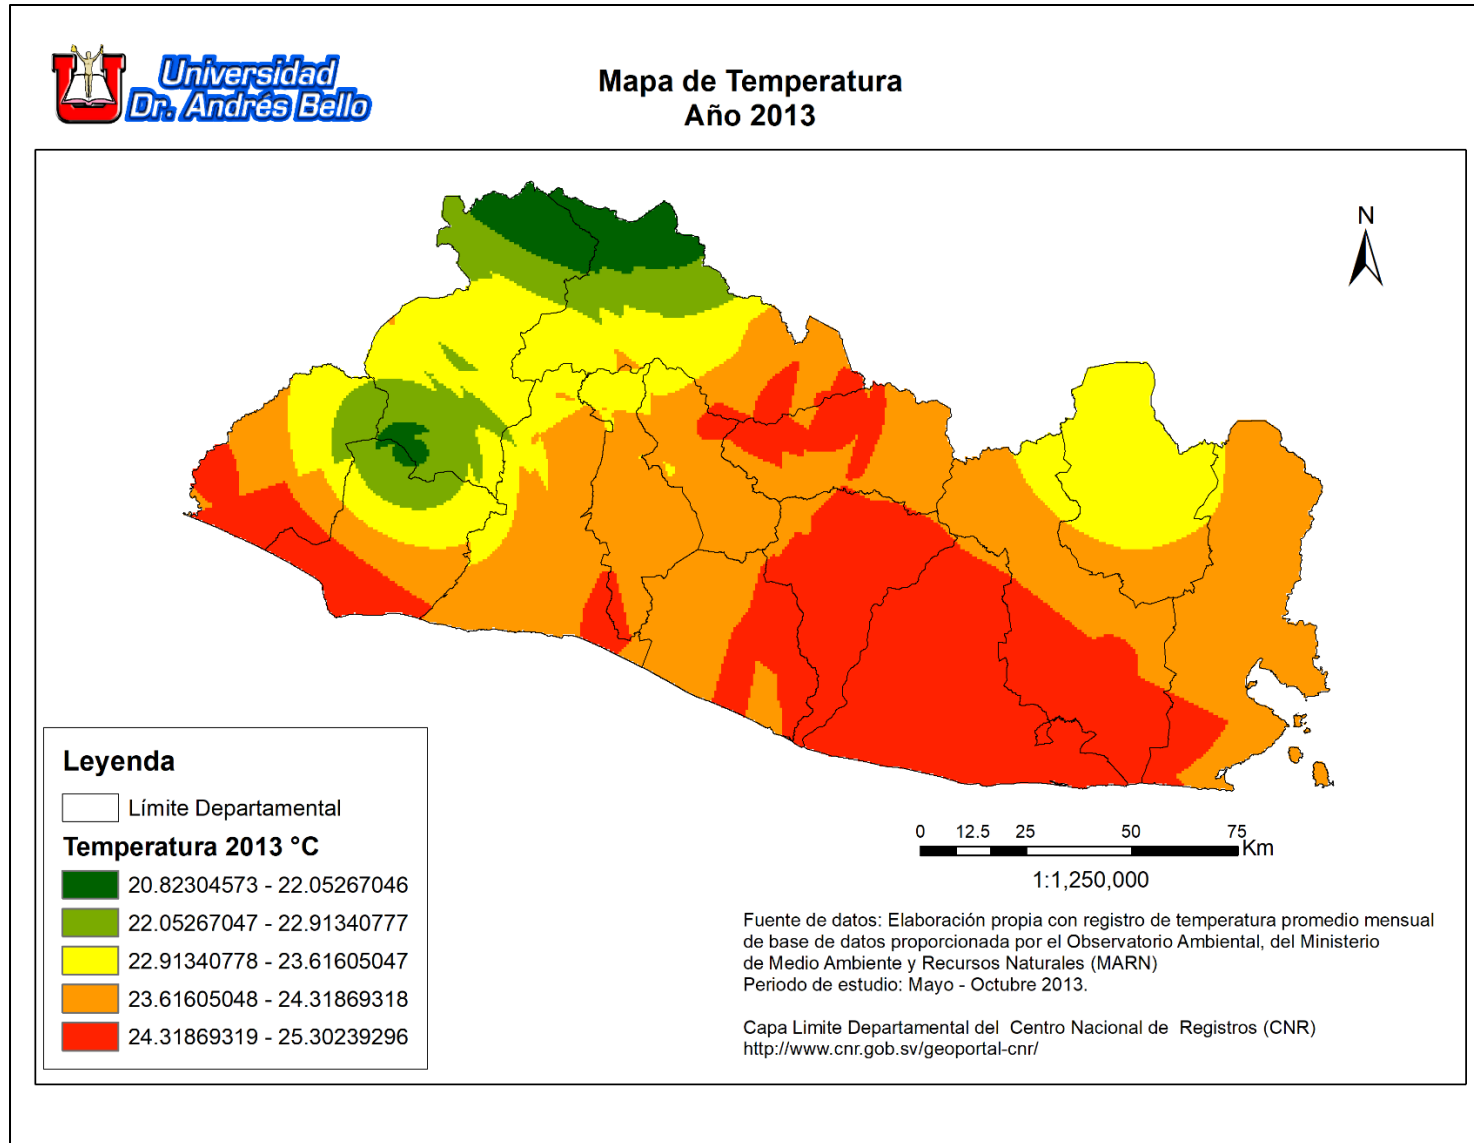 Universidad
Dr. Andrés Bello
Mapa de Temperatura
Año 2013
N
Leyenda
Límite Departamental
Temperatura 2013 °C
20.82304573 - 22.05267046
22.05267047 - 22.91340777
22.91340778 - 23.61605047
23.61605048 - 24.31869318
24.31869319 - 25.30239296
0 12.5 25 50 75
Km
1:1,250,000
Fuente de datos: Elaboración propia con registro de temperatura promedio mensual
de base de datos proporcionada por el Observatorio Ambiental, del Ministerio
de Medio Ambiente y Recursos Naturales (MARN)
Periodo de estudio: Mayo - Octubre 2013.
Capa Limite Departamental del Centro Nacional de Registros (CNR)
http://www.cnr.gob.sv/geoportal-cnr/